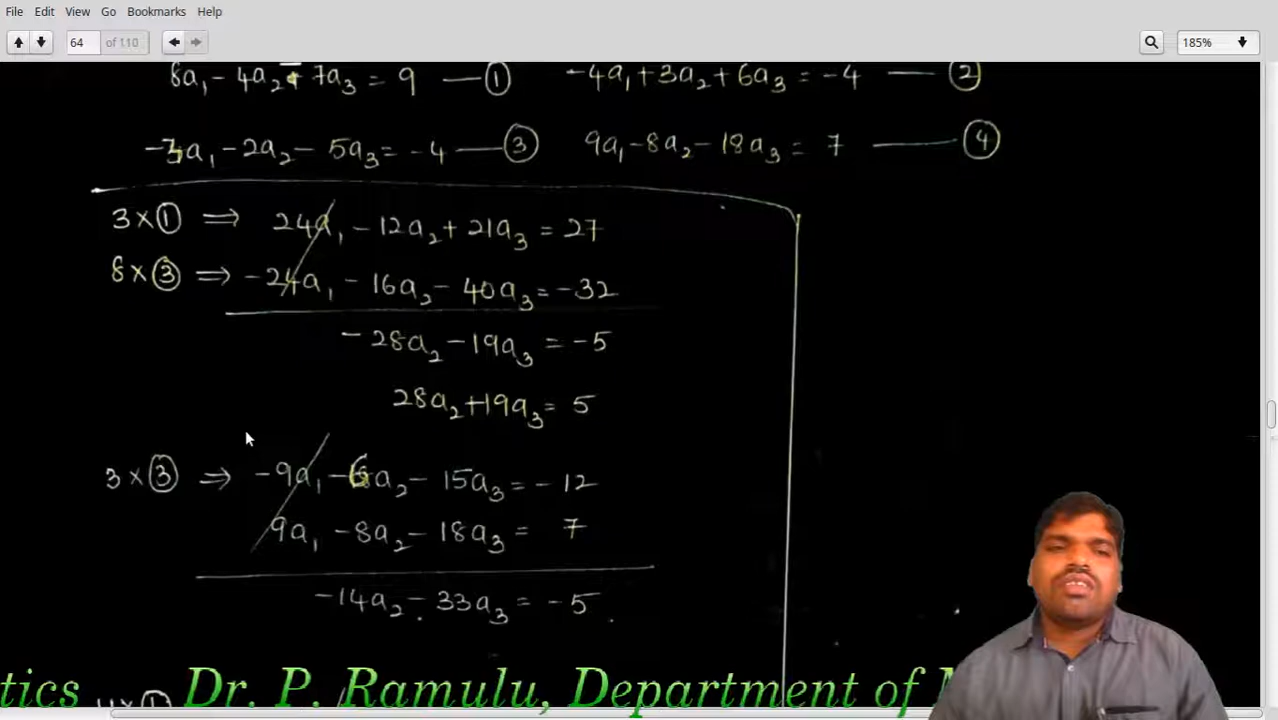 File Edit View Go Bookmarks Help
64 of 110 185%
8a₁ - 4a₂ + 7a₃ = 9 — ① -4a₁ + 3a₂ + 6a₃ = -4 — ②
-3a₁ - 2a₂ - 5a₃ = -4 — ③ 9a₁ - 8a₂ - 18a₃ = 7 — ④
3 × ① ⇒ 24a₁ - 12a₂ + 21a₃ = 27
8 × ③ ⇒ -24a₁ - 16a₂ - 40a₃ = -32
-28a₂ - 19a₃ = -5
28a₂ + 19a₃ = 5
3 × ③ ⇒ -9a₁ - 6a₂ - 15a₃ = -12
9a₁ - 8a₂ - 18a₃ = 7
-14a₂ - 33a₃ = -5
tics Dr. P. Ramulu, Department of M